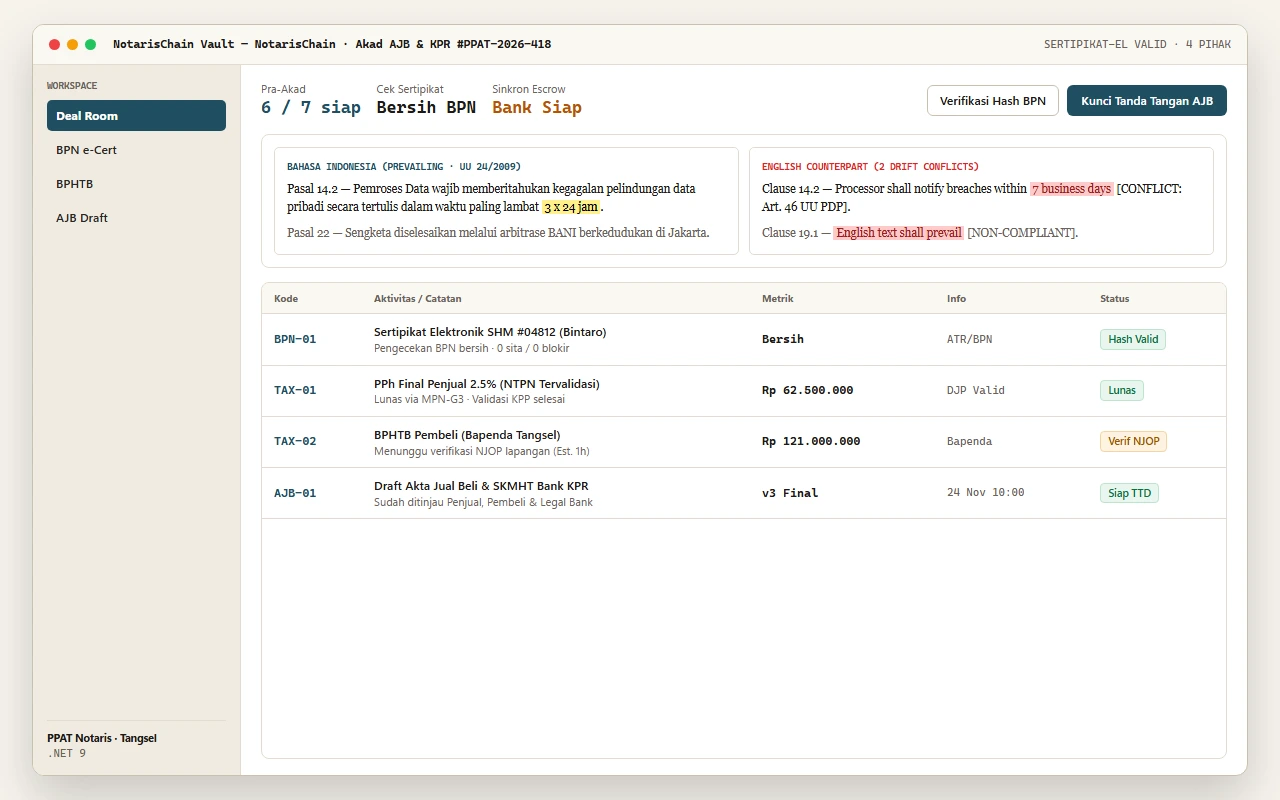 NotarisChain Vault — NotarisChain · Akad AJB & KPR #PPAT-2026-418
SERTIPIKAT-EL VALID · 4 PIHAK
WORKSPACE
Deal Room
BPN e-Cert
BPHTB
AJB Draft
PPAT Notaris · Tangsel
.NET 9
Pra-Akad
6 / 7 siap
Cek Sertipikat
Bersih BPN
Sinkron Escrow
Bank Siap
Verifikasi Hash BPN
Kunci Tanda Tangan AJB
BAHASA INDONESIA (PREVAILING · UU 24/2009)
Pasal 14.2 — Pemroses Data wajib memberitahukan kegagalan pelindungan data
pribadi secara tertulis dalam waktu paling lambat 3 x 24 jam.
Pasal 22 — Sengketa diselesaikan melalui arbitrase BANI berkedudukan di Jakarta.
ENGLISH COUNTERPART (2 DRIFT CONFLICTS)
Clause 14.2 — Processor shall notify breaches within 7 business days [CONFLICT:
Art. 46 UU PDP].
Clause 19.1 — English text shall prevail [NON-COMPLIANT].
Kode Aktivitas / Catatan Metrik Info Status
BPN-01 Sertipikat Elektronik SHM #04812 (Bintaro) Bersih ATR/BPN Hash Valid
Pengecekan BPN bersih · 0 sita / 0 blokir
TAX-01 PPh Final Penjual 2.5% (NTPN Tervalidasi) Rp 62.500.000 DJP Valid Lunas
Lunas via MPN-G3 · Validasi KPP selesai
TAX-02 BPHTB Pembeli (Bapenda Tangsel) Rp 121.000.000 Bapenda Verif NJOP
Menunggu verifikasi NJOP lapangan (Est. 1h)
AJB-01 Draft Akta Jual Beli & SKMHT Bank KPR v3 Final 24 Nov 10:00 Siap TTD
Sudah ditinjau Penjual, Pembeli & Legal Bank